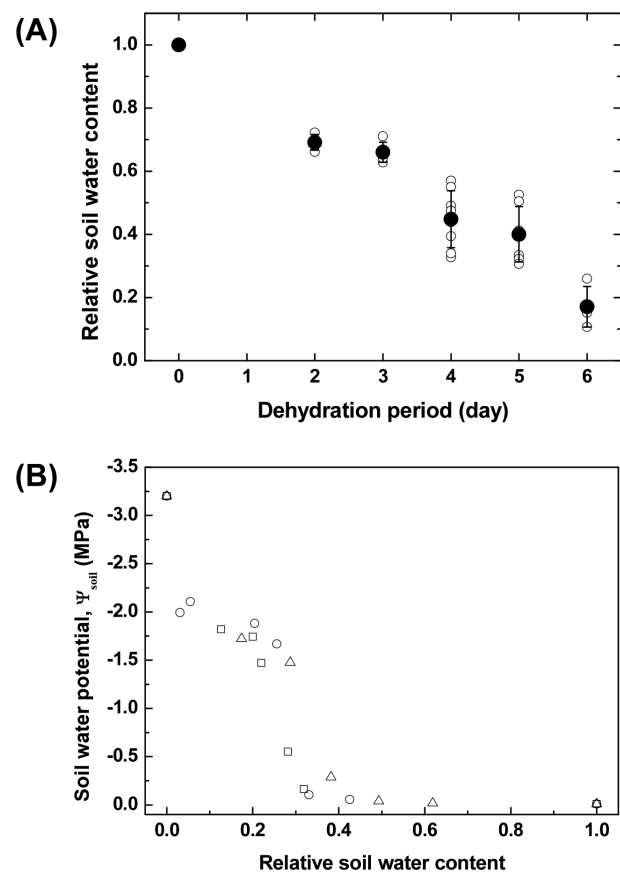 (A)
Relative soil water content
1.0
0.8
0.6
0.4
0.2
0.0
0 1 2 3 4 5 6
Dehydration period (day)
(B)
Soil water potential, Ψsoil (MPa)
-3.5
-3.0
-2.5
-2.0
-1.5
-1.0
-0.5
0.0
0.0 0.2 0.4 0.6 0.8 1.0
Relative soil water content